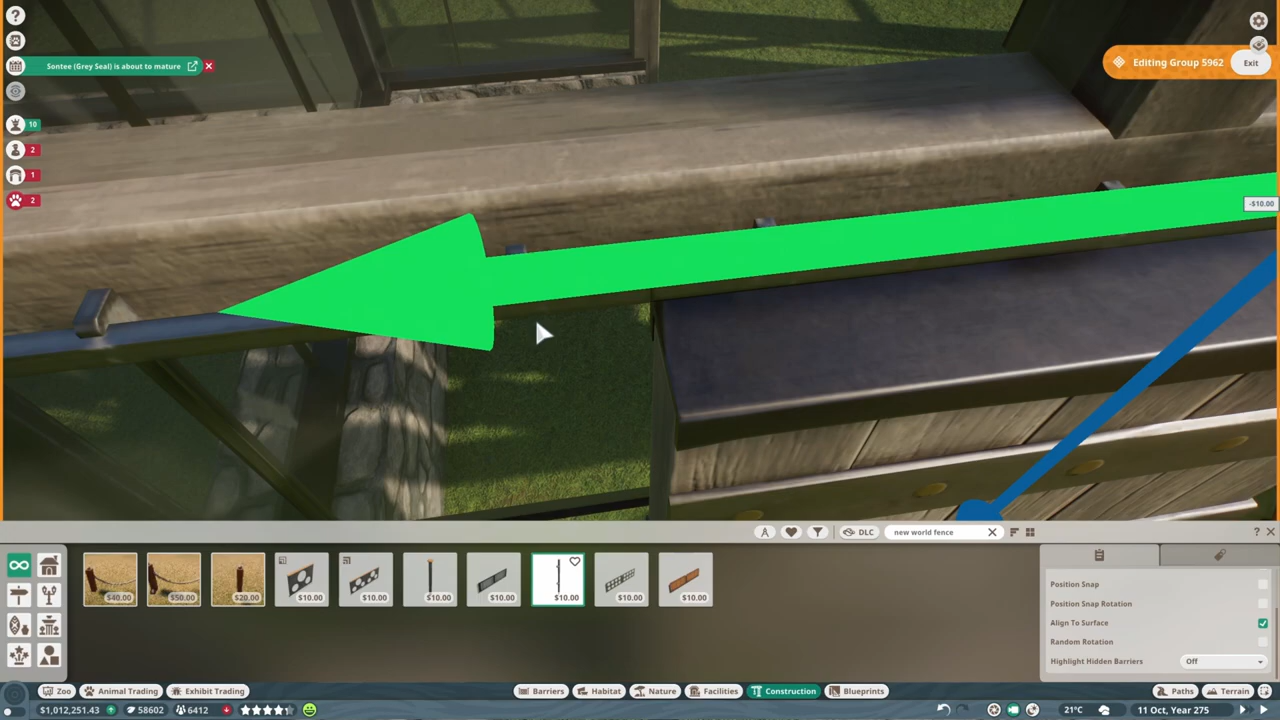 ?
Sontee (Grey Seal) is about to mature
Editing Group 5962
Exit
10
2
1
2
-$10.00
DLC
new world fence
?
$40.00
$50.00
$20.00
$10.00
$10.00
$10.00
$10.00
$10.00
$10.00
$10.00
Position Snap
Position Snap Rotation
Align To Surface
Random Rotation
Highlight Hidden Barriers
Off
Zoo
Animal Trading
Exhibit Trading
Barriers
Habitat
Nature
Facilities
Construction
Blueprints
Paths
Terrain
$1,012,251.43
58602
6412
21°C
11 Oct, Year 275